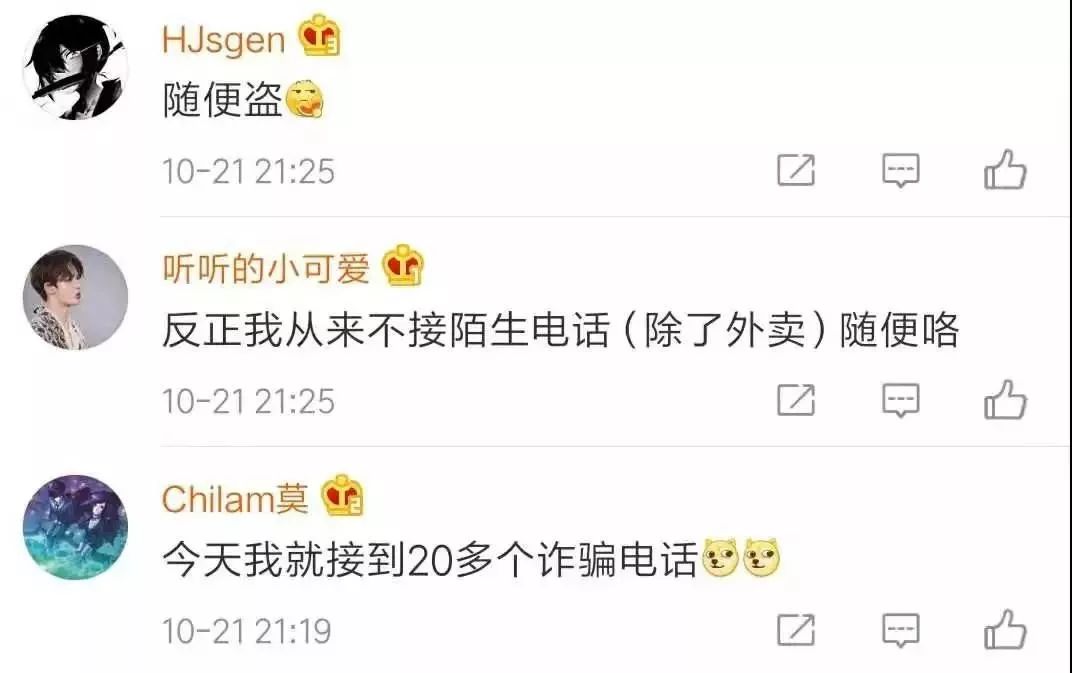 HJsgen
随便盗
10-21 21:25
听听的小可爱
反正我从来不接陌生电话（除了外卖）随便咯
10-21 21:25
Chilam莫
今天我就接到20多个诈骗电话
10-21 21:19